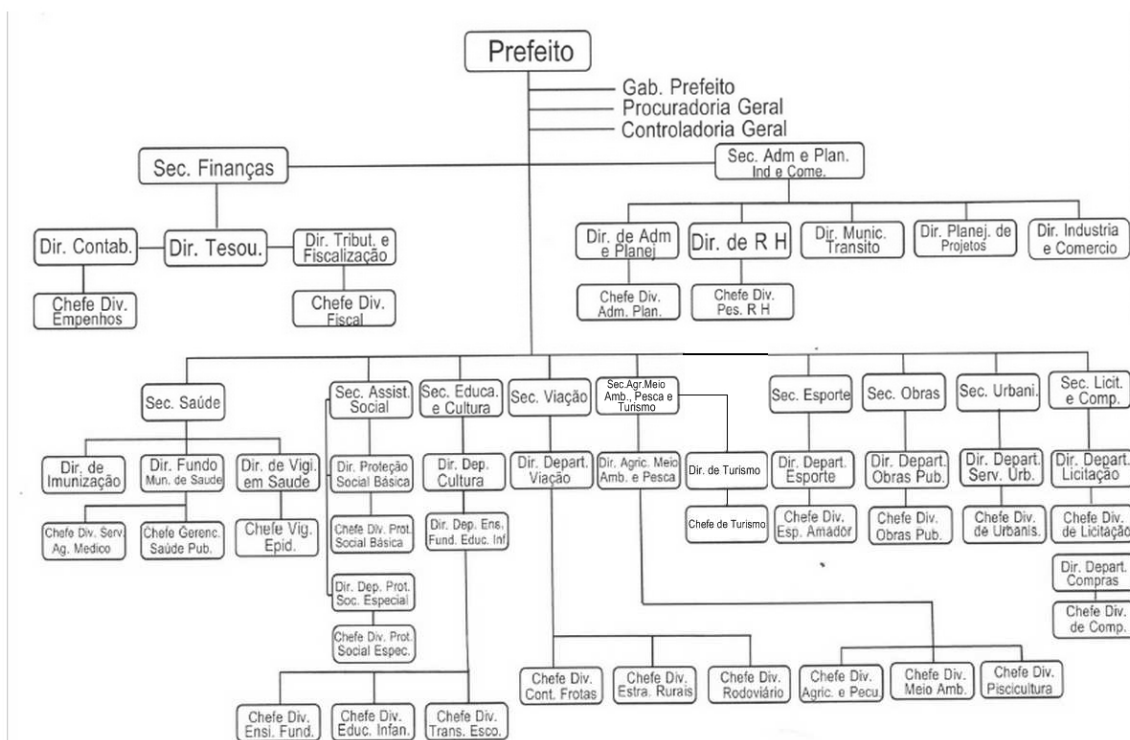 Prefeito
Gab. Prefeito
Procuradoria Geral
Controladoria Geral
Sec. Finanças
Sec. Adm e Plan.
Ind e Come.
Dir. Contab.
Dir. Tesou.
Dir. Tribut. e
Fiscalização
Chefe Div.
Empenhos
Chefe Div.
Fiscal
Dir. de Adm
e Planej
Dir. de R H
Dir. Munic.
Transito
Dir. Planej. de
Projetos
Dir. Industria
e Comercio
Chefe Div.
Adm. Plan.
Chefe Div.
Pes. R H
Sec. Saúde
Sec. Assist.
Social
Sec. Educa.
e Cultura
Sec. Viação
Sec.Agr.Meio
Amb., Pesca e
Turismo
Sec. Esporte
Sec. Obras
Sec. Urbani.
Sec. Licit.
e Comp.
Dir. de
Imunização
Dir. Fundo
Mun. de Saude
Dir. de Vigi.
em Saude
Dir. Proteção
Social Básica
Dir. Dep.
Cultura
Dir. Depart.
Viação
Dir. Agric. Meio
Amb. e Pesca
Dir. de Turismo
Dir. Depart.
Esporte
Dir. Depart.
Obras Pub.
Dir. Depart.
Serv. Urb.
Dir. Depart.
Licitação
Chefe Div. Serv.
Ag. Medico
Chefe Gerenc.
Saúde Pub.
Chefe Vig.
Epid.
Chefe Div. Prot.
Social Básica
Dir. Dep. Ens.
Fund. Educ. Inf.
Chefe de Turismo
Chefe Div.
Esp. Amador
Chefe Div.
Obras Pub.
Chefe Div.
de Urbanis.
Chefe Div.
de Licitação
Dir. Dep. Prot.
Soc. Especial
Dir. Depart.
Compras
Chefe Div. Prot.
Social Espec.
Chefe Div.
de Comp.
Chefe Div.
Cont. Frotas
Chefe Div.
Estra. Rurais
Chefe Div.
Rodoviário
Chefe Div.
Agric. e Pecu.
Chefe Div.
Meio Amb.
Chefe Div.
Piscicultura
Chefe Div.
Ensi. Fund.
Chefe Div.
Educ. Infan.
Chefe Div.
Trans. Esco.